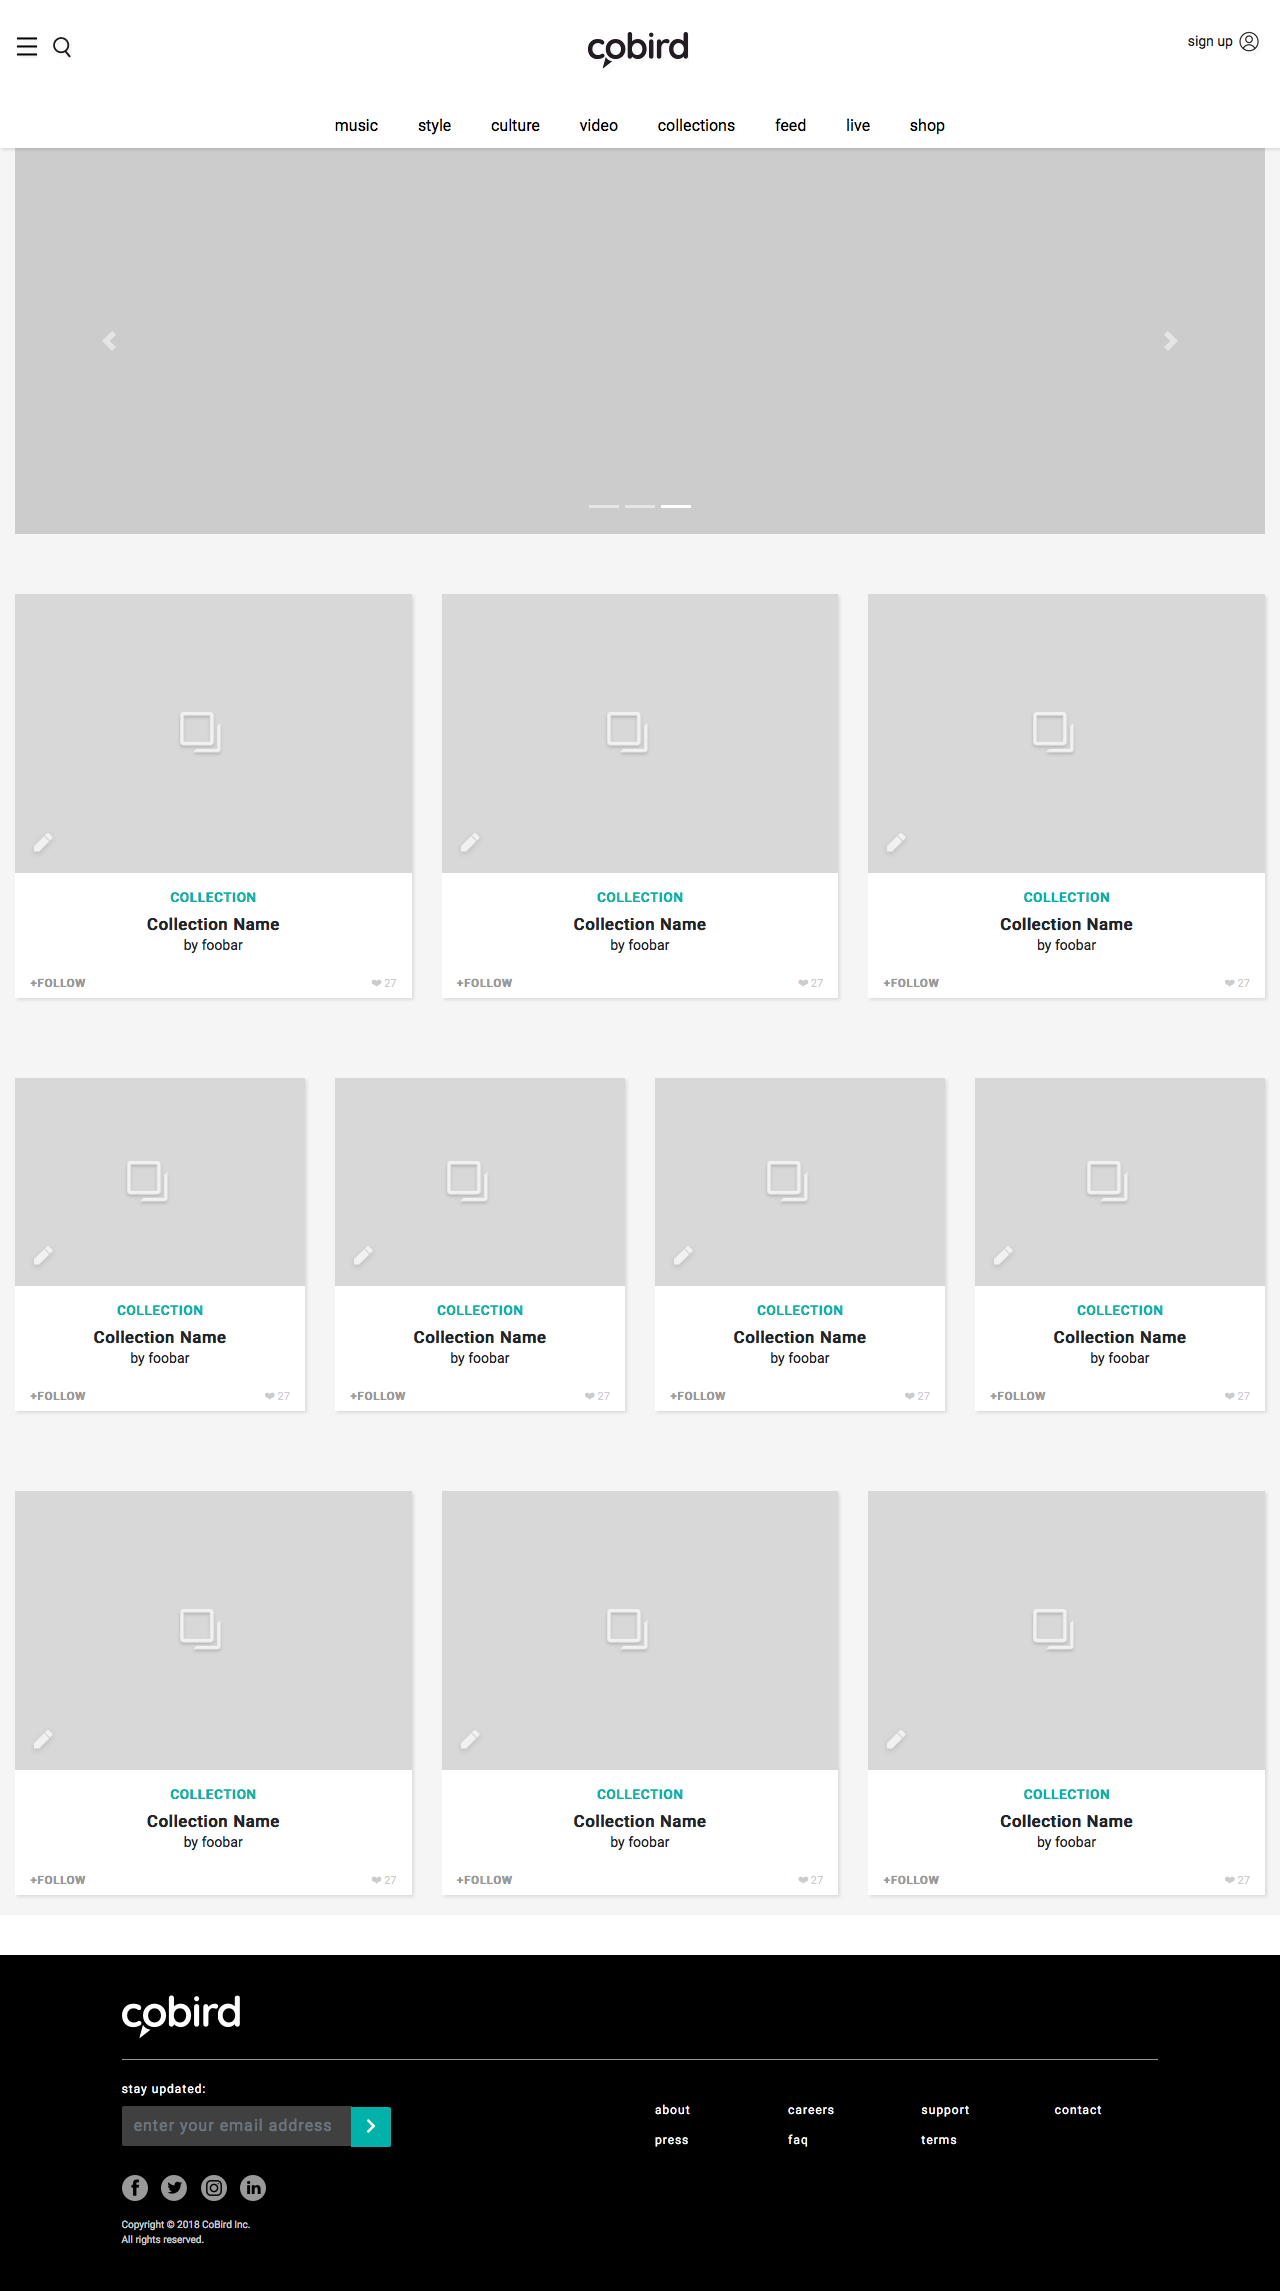 cobird
sign up
music style culture video collections feed live shop
COLLECTION COLLECTION COLLECTION
Collection Name Collection Name Collection Name
by foobar by foobar by foobar
+FOLLOW 27 +FOLLOW 27 +FOLLOW 27
COLLECTION COLLECTION COLLECTION COLLECTION
Collection Name Collection Name Collection Name Collection Name
by foobar by foobar by foobar by foobar
+FOLLOW 27 +FOLLOW 27 +FOLLOW 27 +FOLLOW 27
COLLECTION COLLECTION COLLECTION
Collection Name Collection Name Collection Name
by foobar by foobar by foobar
+FOLLOW 27 +FOLLOW 27 +FOLLOW 27
cobird
stay updated:
enter your email address
about careers support contact
press faq terms
Copyright © 2018 CoBird Inc.
All rights reserved.